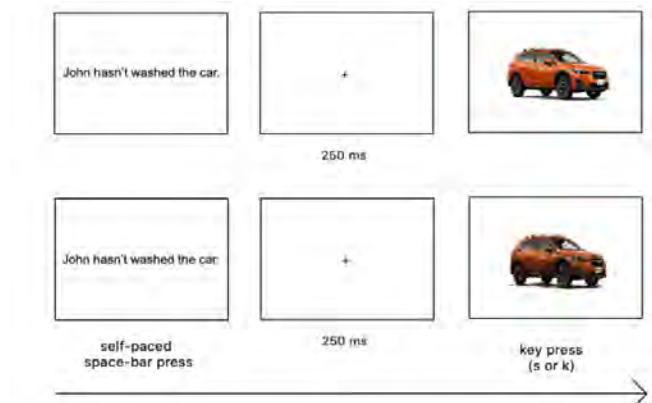 John hasn't washed the car.
+
250 ms
John hasn't washed the car.
+
self-paced
space-bar press
250 ms
key press
(s or k)